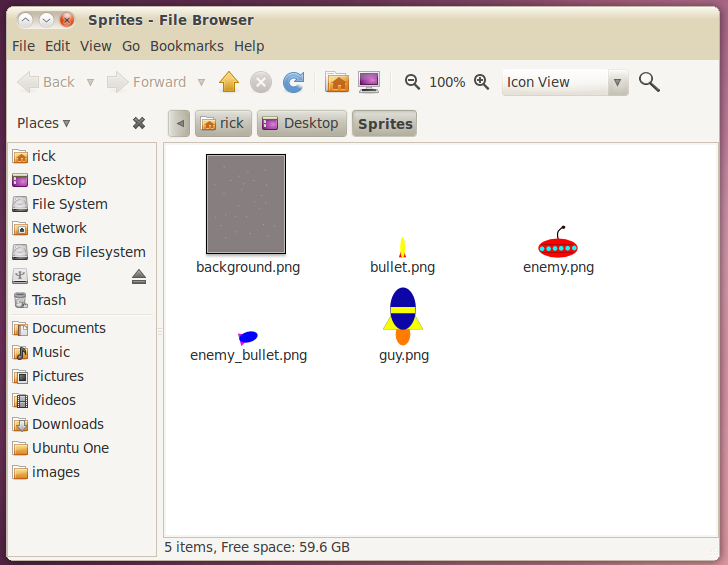 Sprites - File Browser
File Edit View Go Bookmarks Help
Back Forward 100% Icon View
Places rick Desktop Sprites
rick
Desktop
File System
Network
99 GB Filesystem
storage
Trash
Documents
Music
Pictures
Videos
Downloads
Ubuntu One
images
background.png bullet.png enemy.png
enemy_bullet.png guy.png
5 items, Free space: 59.6 GB